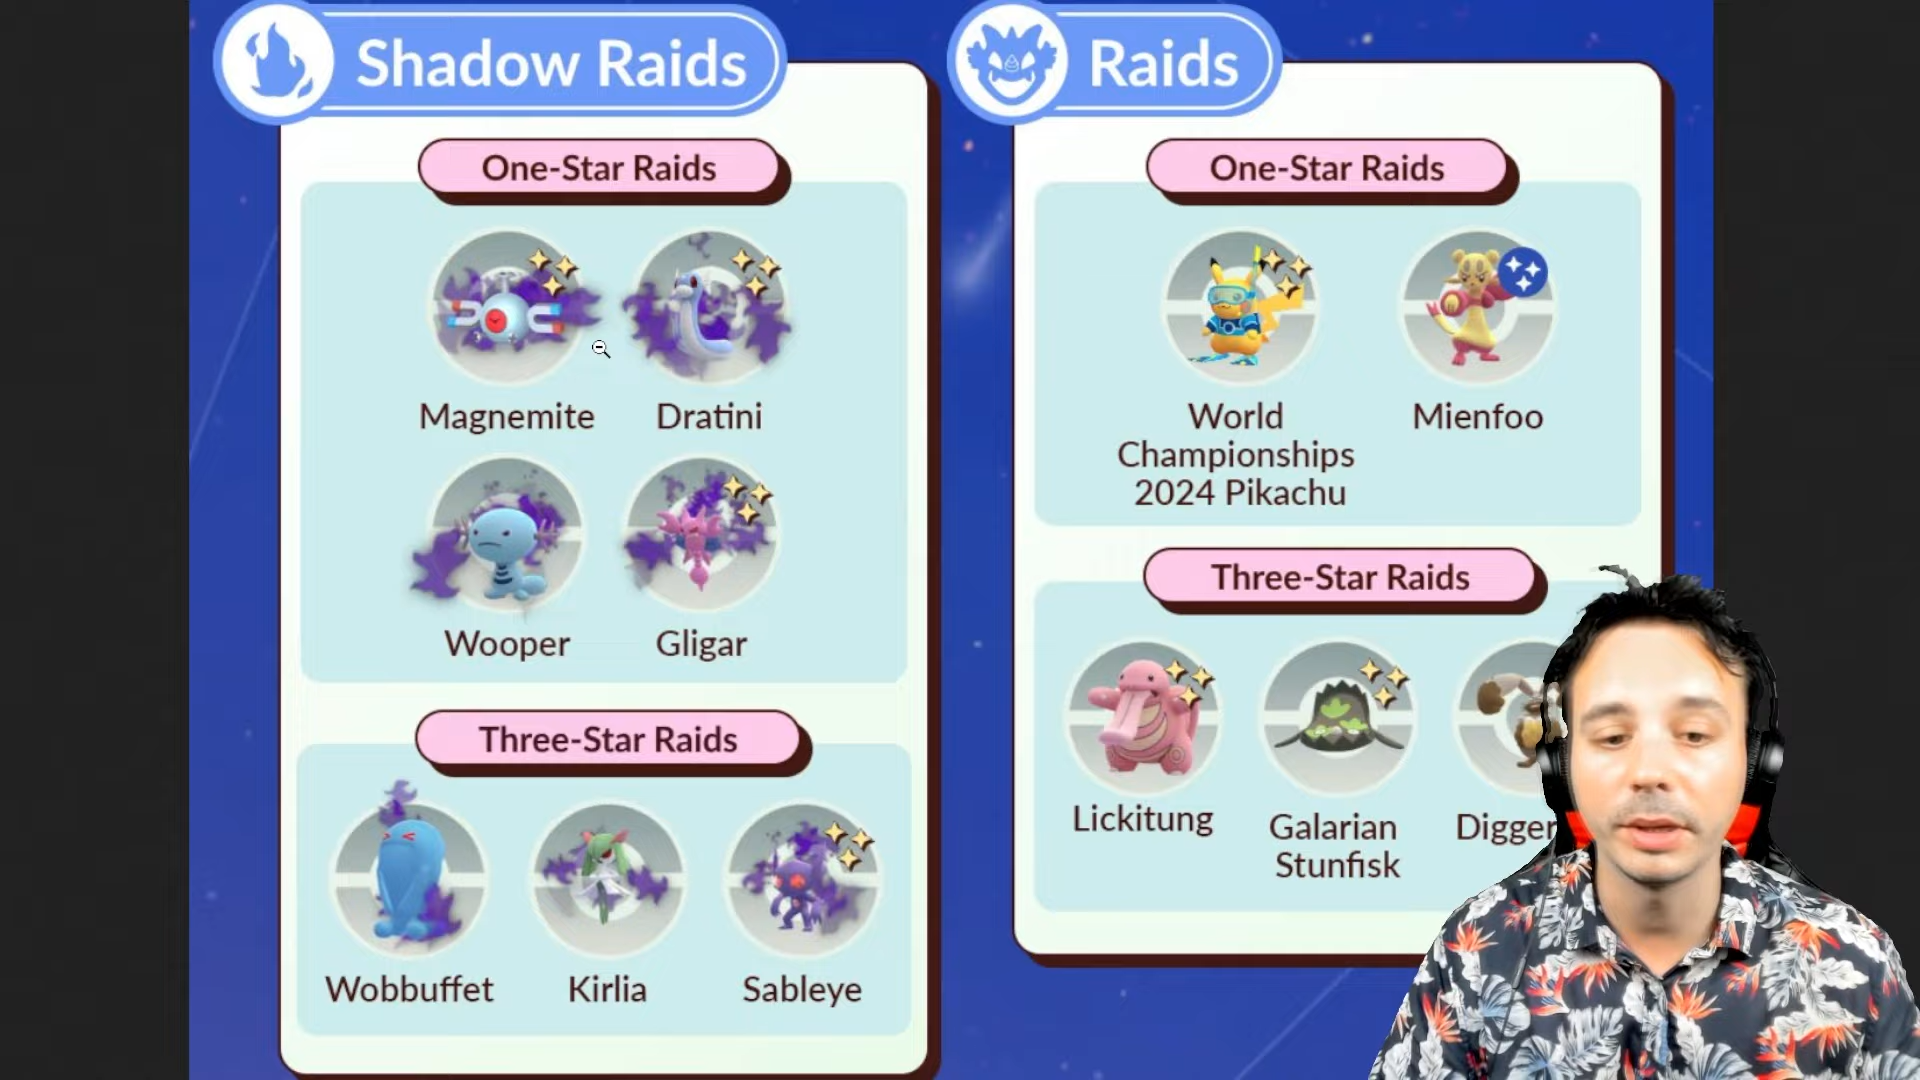 Shadow Raids
One-Star Raids
Magnemite
Dratini
Wooper
Gligar
Three-Star Raids
Wobbuffet
Kirlia
Sableye
Raids
One-Star Raids
World
Championships
2024 Pikachu
Mienfoo
Three-Star Raids
Lickitung
Galarian
Stunfisk
Digger